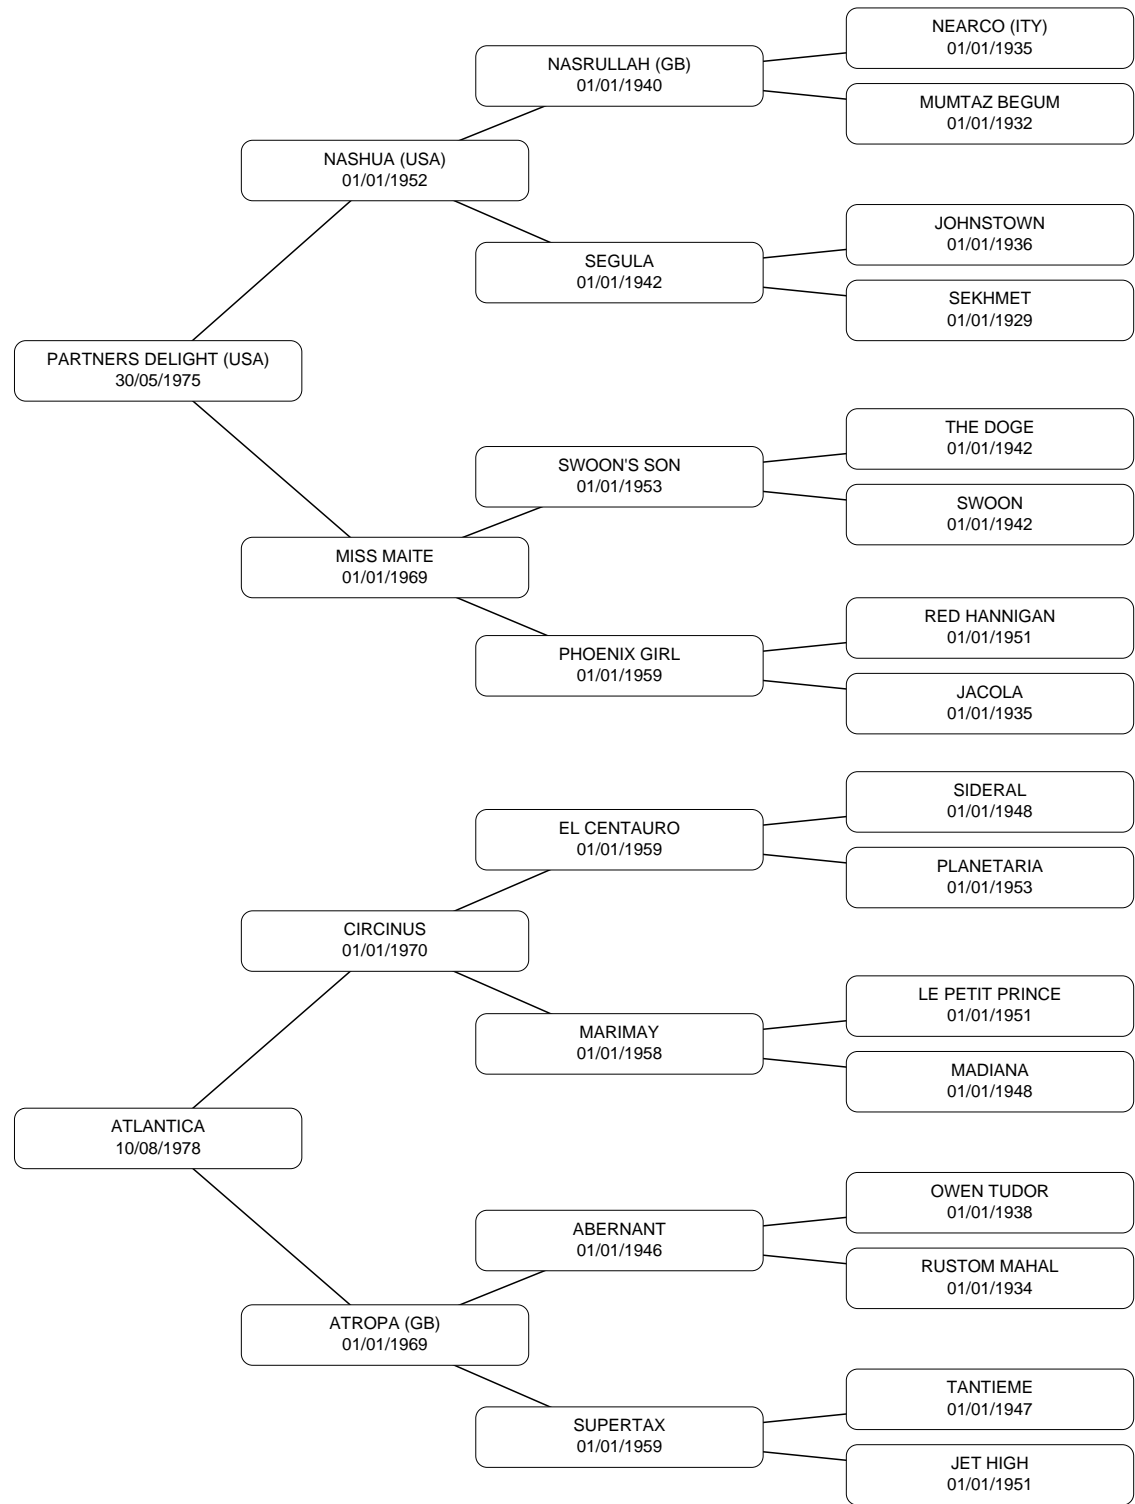 NEARCO (ITY)
01/01/1935
NASRULLAH (GB)
01/01/1940
MUMTAZ BEGUM
01/01/1932
NASHUA (USA)
01/01/1952
JOHNSTOWN
01/01/1936
SEGULA
01/01/1942
SEKHMET
01/01/1929
PARTNERS DELIGHT (USA)
30/05/1975
THE DOGE
01/01/1942
SWOON'S SON
01/01/1953
SWOON
01/01/1942
MISS MAITE
01/01/1969
RED HANNIGAN
01/01/1951
PHOENIX GIRL
01/01/1959
JACOLA
01/01/1935
SIDERAL
01/01/1948
EL CENTAURO
01/01/1959
PLANETARIA
01/01/1953
CIRCINUS
01/01/1970
LE PETIT PRINCE
01/01/1951
MARIMAY
01/01/1958
MADIANA
01/01/1948
ATLANTICA
10/08/1978
OWEN TUDOR
01/01/1938
ABERNANT
01/01/1946
RUSTOM MAHAL
01/01/1934
ATROPA (GB)
01/01/1969
TANTIEME
01/01/1947
SUPERTAX
01/01/1959
JET HIGH
01/01/1951